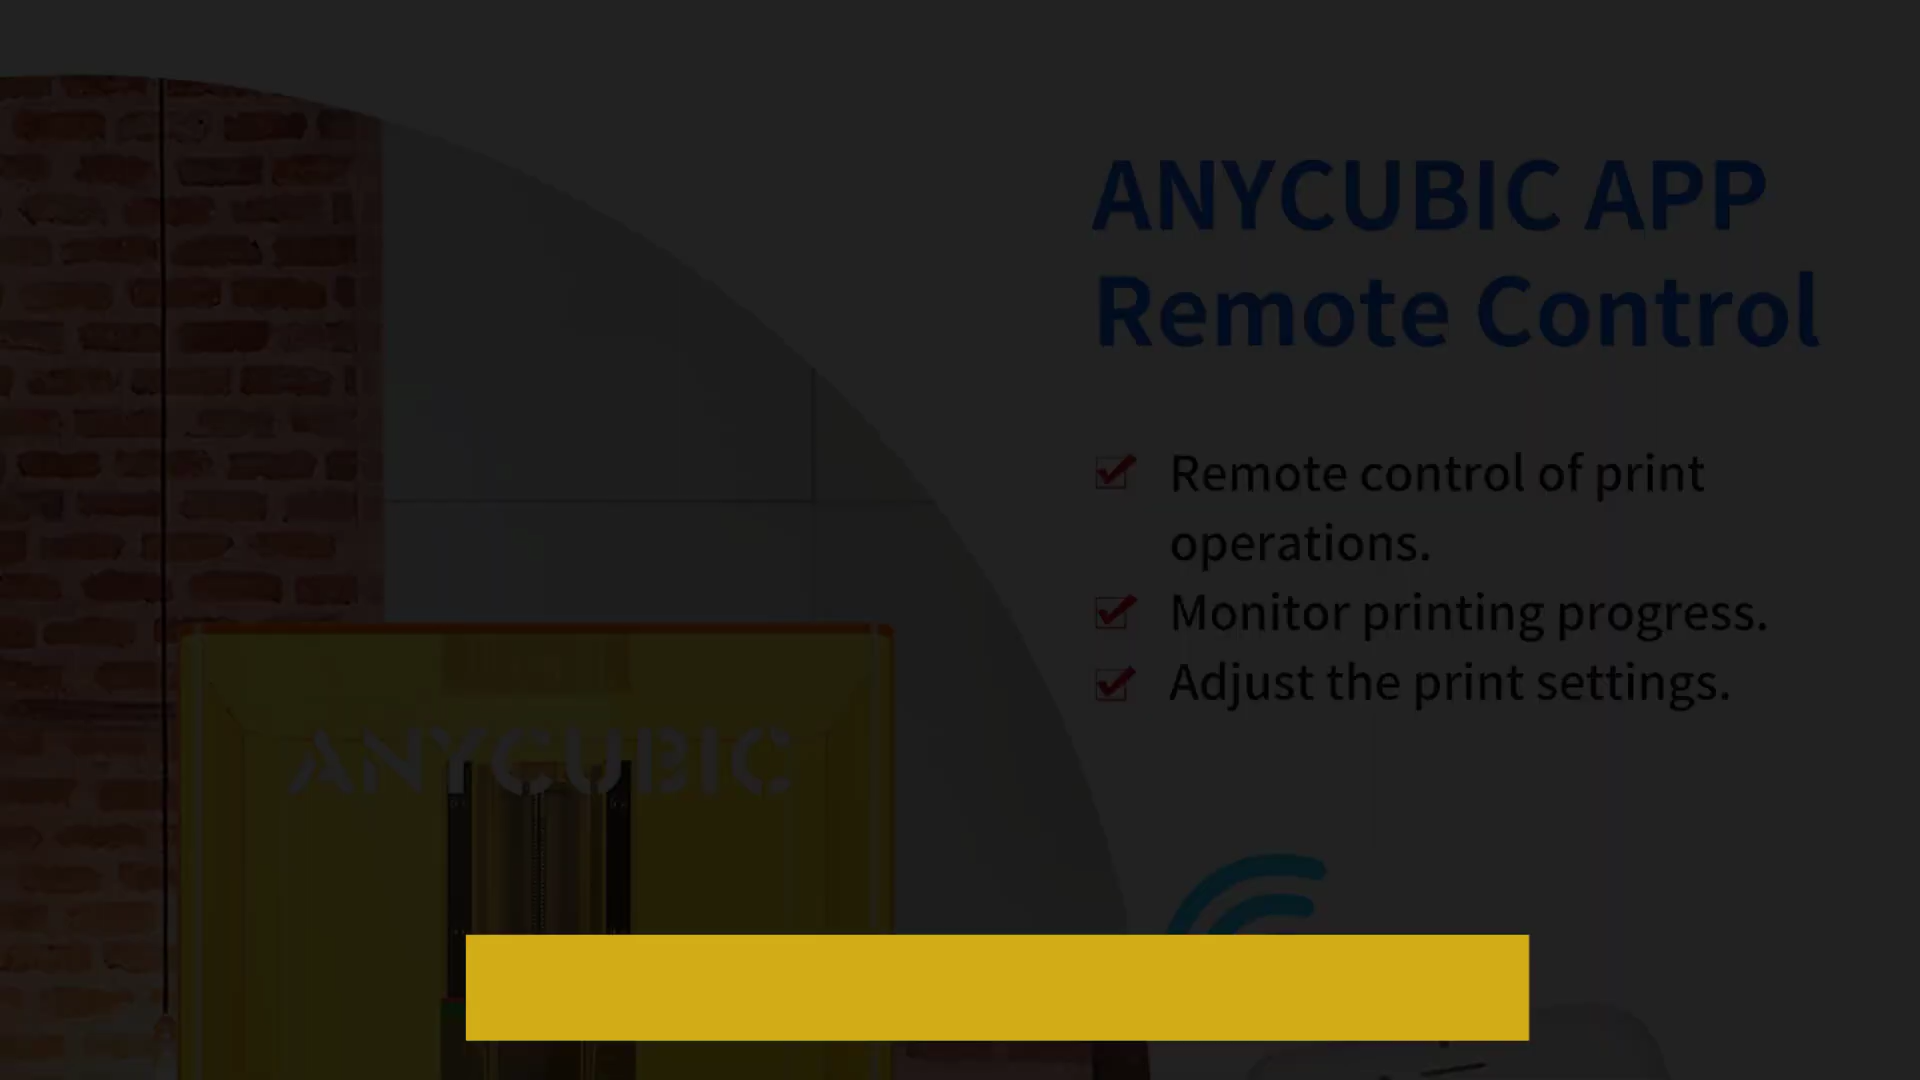 ANYCUBIC APP
Remote Control
Remote control of print
operations.
Monitor printing progress.
Adjust the print settings.
ANYCUBIC